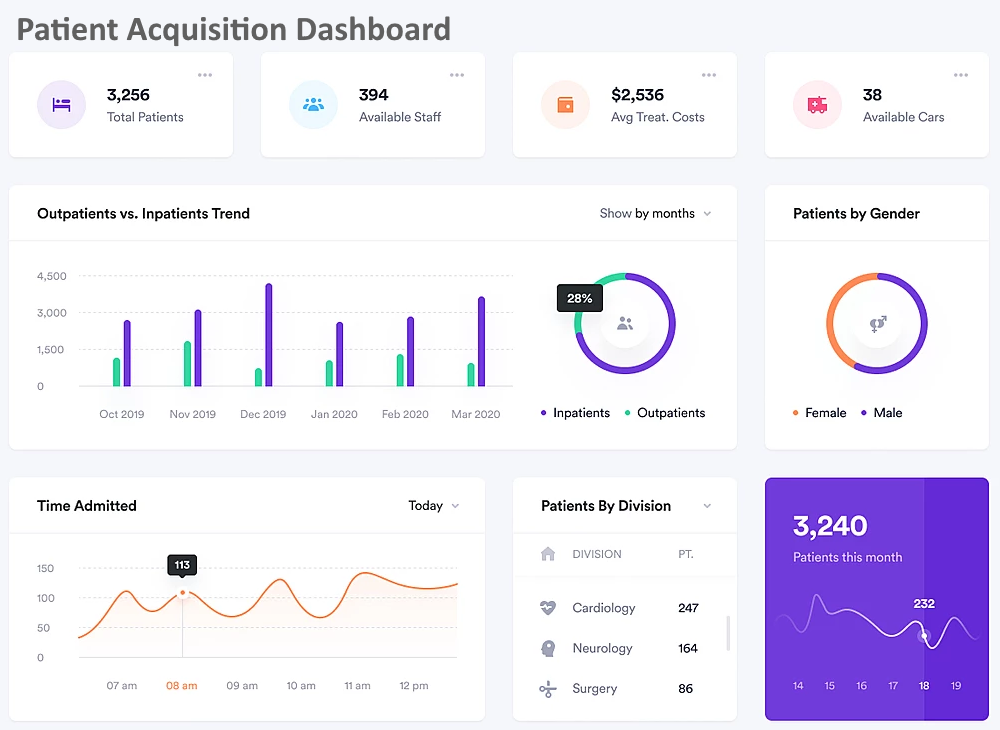 Patient Acquisition Dashboard
3,256
Total Patients
394
Available Staff
$2,536
Avg Treat. Costs
38
Available Cars
Outpatients vs. Inpatients Trend
Show by months
4,500
3,000
1,500
0
Oct 2019 Nov 2019 Dec 2019 Jan 2020 Feb 2020 Mar 2020
28%
Inpatients Outpatients
Patients by Gender
Female Male
Time Admitted
Today
113
150
100
50
0
07 am 08 am 09 am 10 am 11 am 12 pm
Patients By Division
DIVISION PT.
Cardiology 247
Neurology 164
Surgery 86
3,240
Patients this month
232
14 15 16 17 18 19